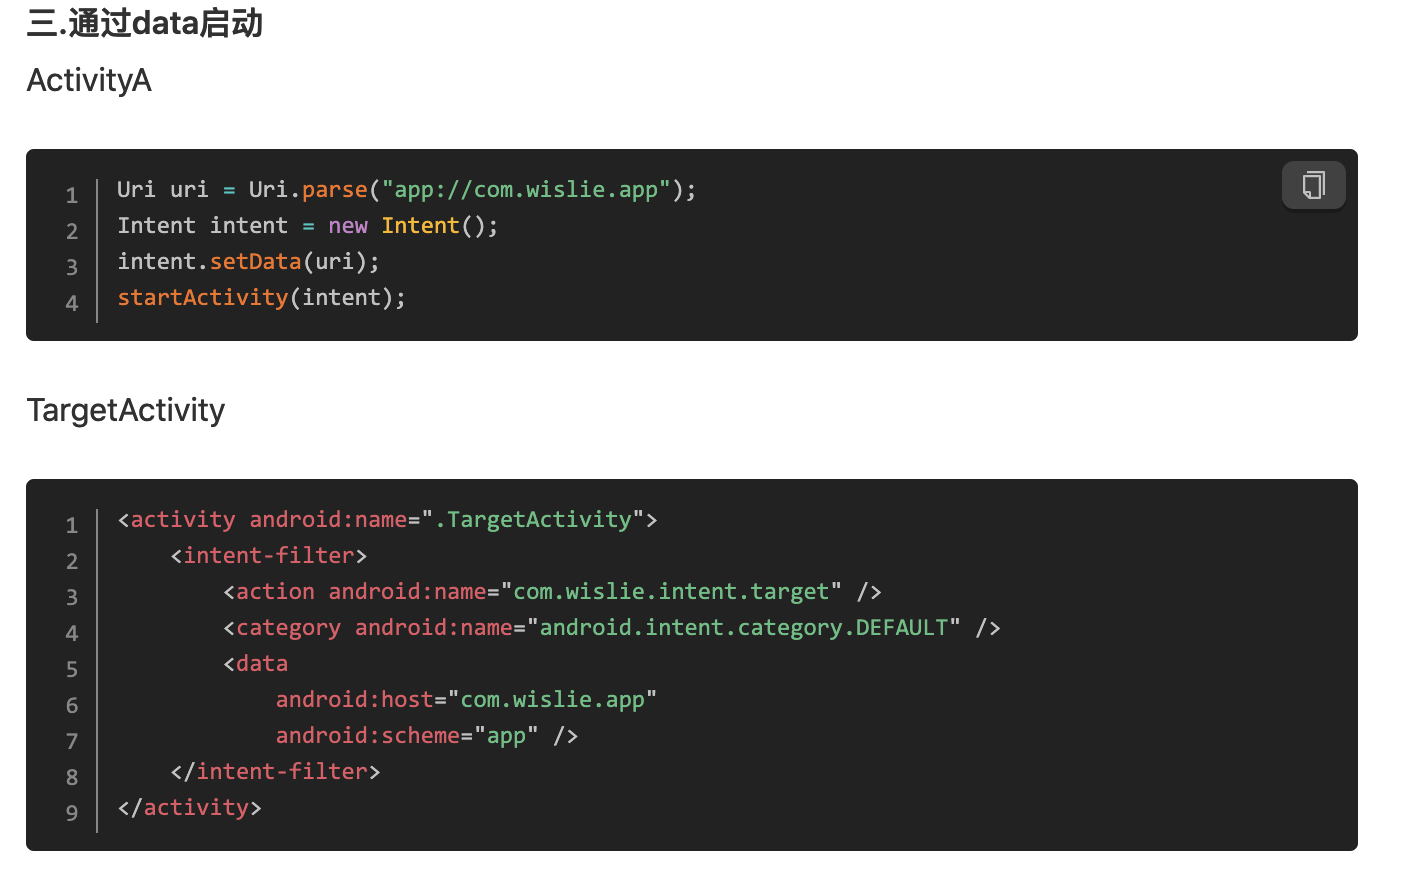 三.通过data启动
ActivityA
1 Uri uri = Uri.parse("app://com.wislie.app");
2 Intent intent = new Intent();
3 intent.setData(uri);
4 startActivity(intent);
TargetActivity
1 <activity android:name=".TargetActivity">
2     <intent-filter>
3         <action android:name="com.wislie.intent.target" />
4         <category android:name="android.intent.category.DEFAULT" />
5         <data
6             android:host="com.wislie.app"
7             android:scheme="app" />
8     </intent-filter>
9 </activity>